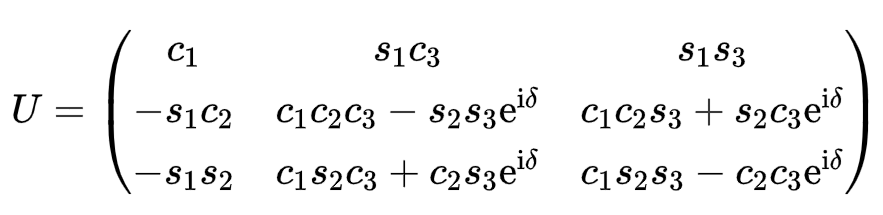 U = ( c₁ s₁c₃ s₁s₃
−s₁c₂ c₁c₂c₃ − s₂s₃e^{iδ} c₁c₂s₃ + s₂c₃e^{iδ}
−s₁s₂ c₁s₂c₃ + c₂s₃e^{iδ} c₁s₂s₃ − c₂c₃e^{iδ} )